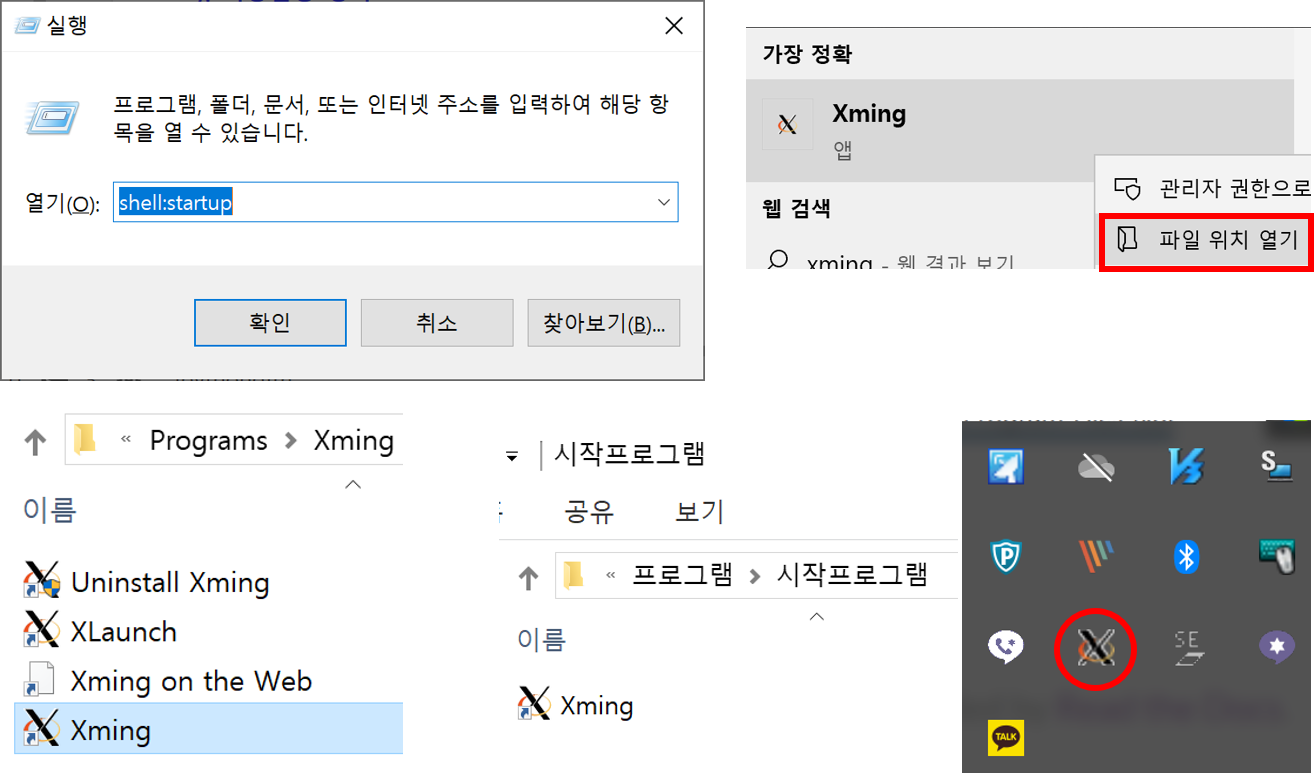 실행
프로그램, 폴더, 문서, 또는 인터넷 주소를 입력하여 해당 항
목을 열 수 있습니다.
열기(O):
shell:startup
확인
취소
찾아보기(B)...
가장 정확
Xming
앱
관리자 권한으로
파일 위치 열기
웹 검색
xming - 웹 결과 보기
« Programs > Xming
이름
Uninstall Xming
XLaunch
Xming on the Web
Xming
시작프로그램
공유
보기
« 프로그램 > 시작프로그램
이름
Xming
V3
S
P
SE
TALK